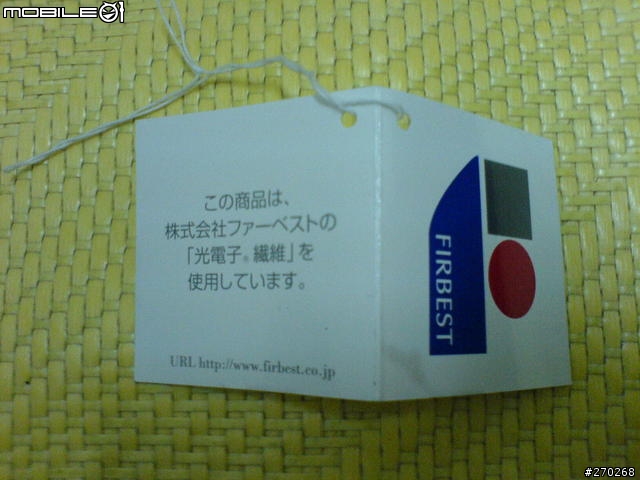 MOBILE01
この商品は、
株式会社ファーベストの
「光電子®繊維」を
使用しています。
URL http://www.firbest.co.jp
FIRBEST
#270268